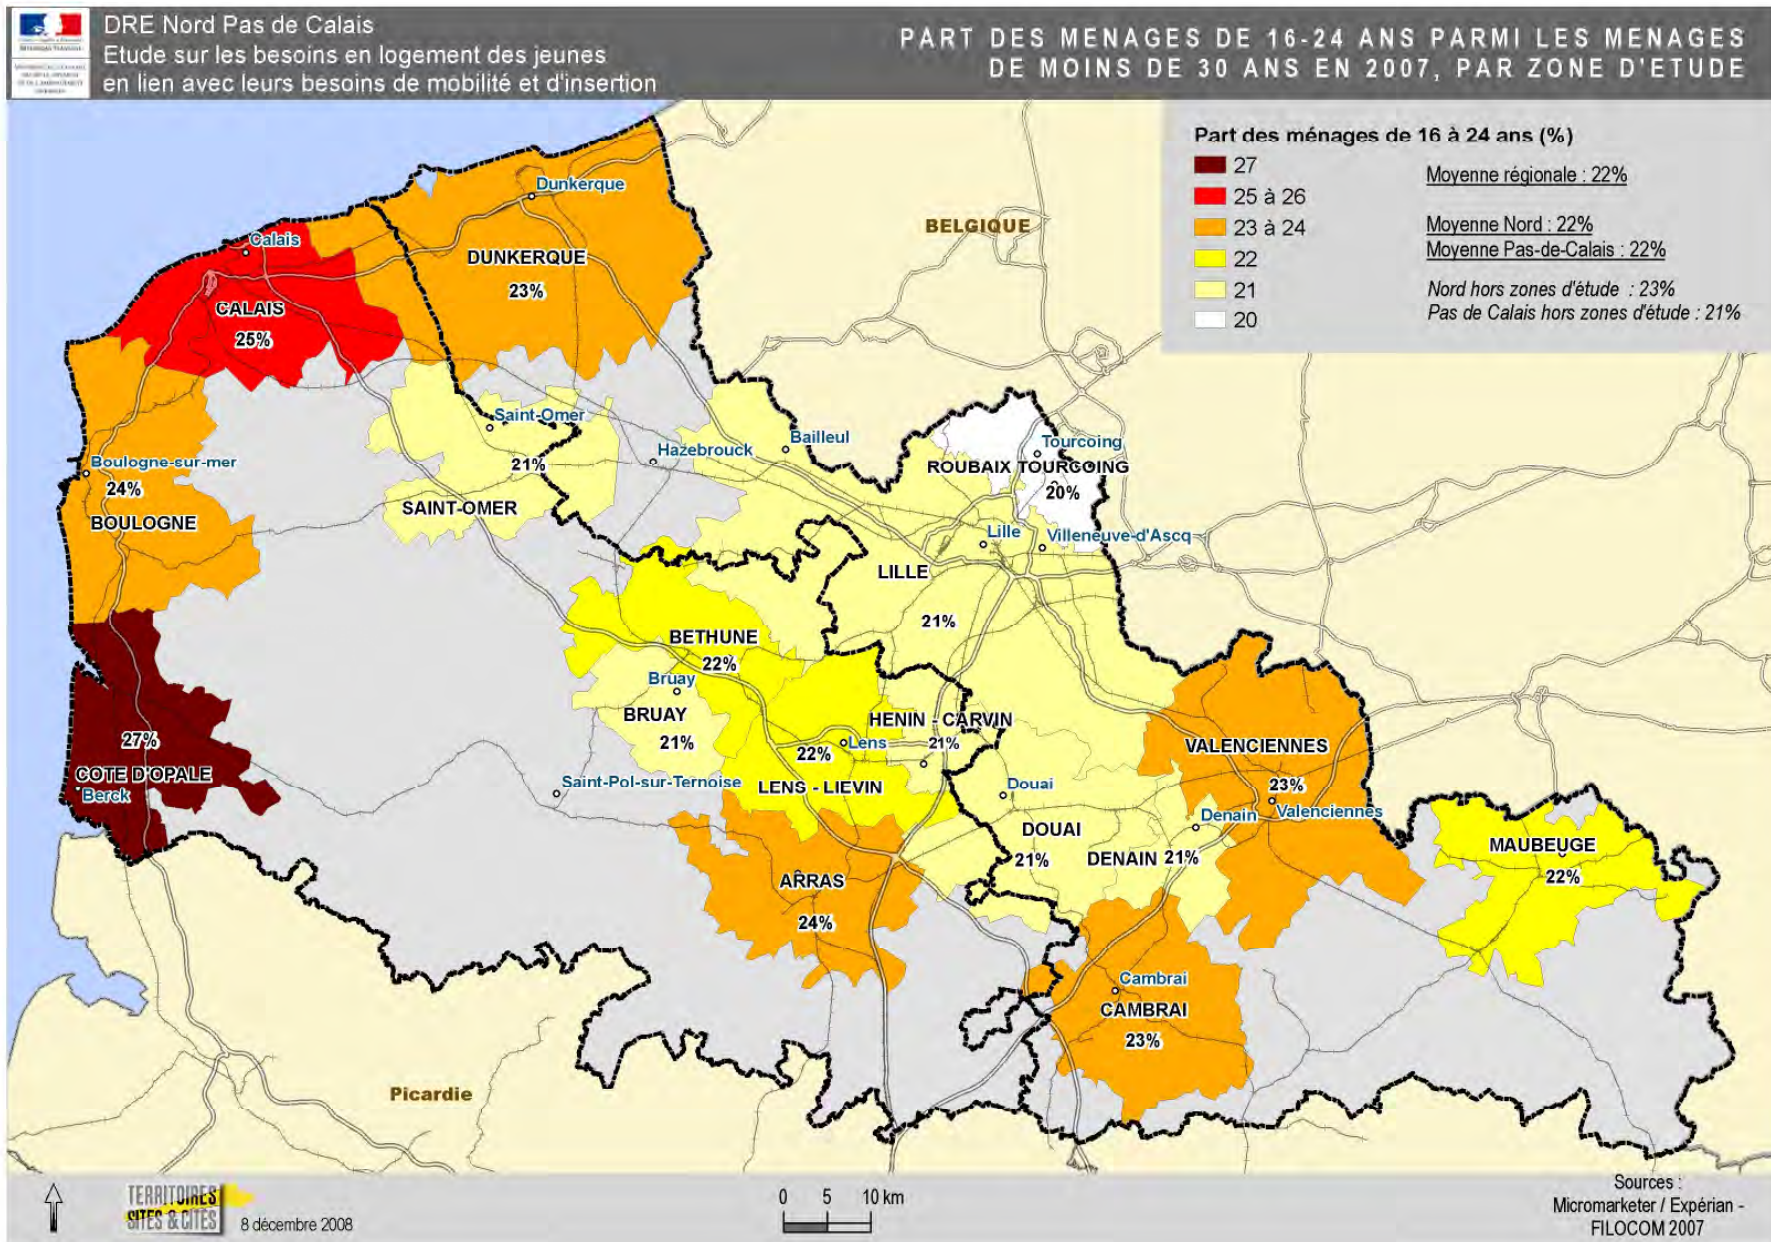 DRE Nord Pas de Calais
Etude sur les besoins en logement des jeunes
en lien avec leurs besoins de mobilité et d'insertion
PART DES MENAGES DE 16-24 ANS PARMI LES MENAGES
DE MOINS DE 30 ANS EN 2007, PAR ZONE D'ETUDE
Part des ménages de 16 à 24 ans (%)
27
25 à 26
23 à 24
22
21
20
Moyenne régionale : 22%
Moyenne Nord : 22%
Moyenne Pas-de-Calais : 22%
Nord hors zones d'étude : 23%
Pas de Calais hors zones d'étude : 21%
Dunkerque
BELGIQUE
Calais
DUNKERQUE
23%
CALAIS
25%
Saint-Omer
Bailleul
Tourcoing
Hazebrouck
Boulogne-sur-mer
21%
ROUBAIX TOURCOING
24%
20%
SAINT-OMER
BOULOGNE
Lille
Villeneuve-d'Ascq
LILLE
21%
BETHUNE
22%
Bruay
BRUAY
21%
HENIN - CARVIN
21%
27%
Lens
22%
VALENCIENNES
COTE D'OPALE
Berck
Saint-Pol-sur-Ternoise
LENS - LIEVIN
Douai
23%
Valenciennes
Denain
DOUAI
21%
DENAIN 21%
MAUBEUGE
22%
ARRAS
24%
Cambrai
CAMBRAI
23%
Picardie
TERRITOIRES
SITES & CITÉS
8 décembre 2008
0 5 10 km
Sources :
Micromarketer / Expérian -
FILOCOM 2007